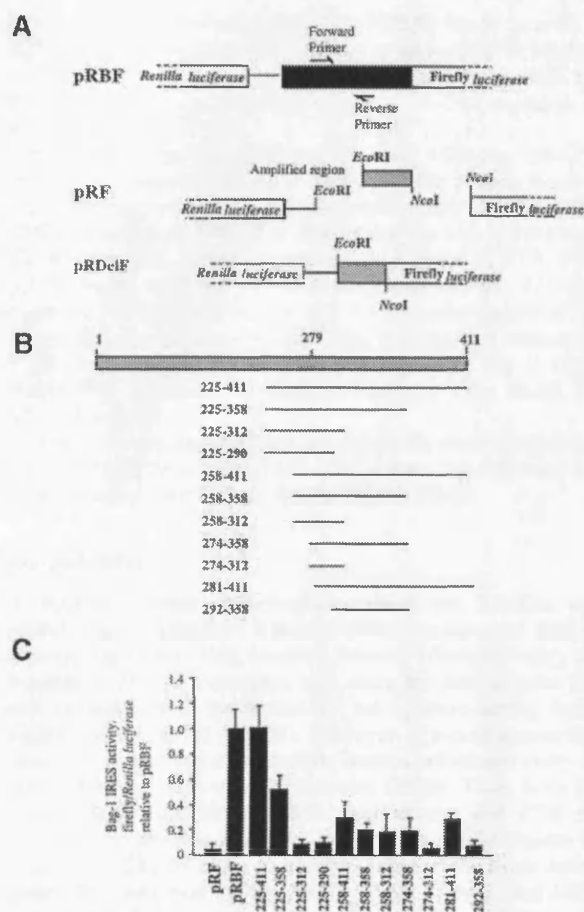 A
Forward
Primer
pRBF
Renilla luciferase
Firefly luciferase
Reverse
Primer
Amplified region
EcoRI
EcoRI
NcoI
NcoI
pRF
Renilla luciferase
Firefly luciferase
EcoRI
pRDelF
Renilla luciferase
Firefly luciferase
NcoI
B
1
279
411
225-411
225-358
225-312
225-290
258-411
258-358
258-312
274-358
274-312
281-411
292-358
C
Bag-1 IRES activity,
firefly/Renilla luciferase
relative to pRBF
1.4
1.2
1.0
0.8
0.6
0.4
0.2
0
pRF
pRBF
225-411
225-358
225-312
225-290
258-411
258-358
258-312
274-358
274-312
281-411
292-358